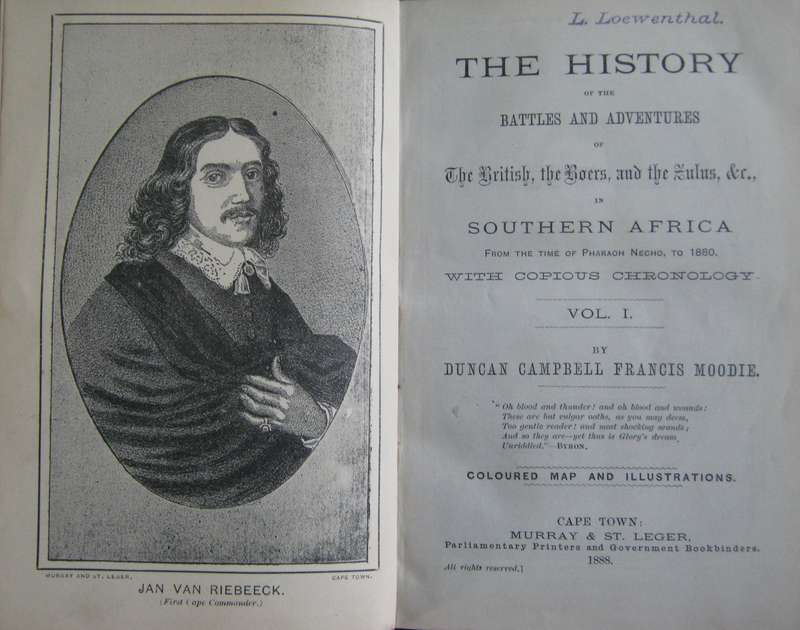 MURRAY AND ST. LEGER,
CAPE TOWN.
JAN VAN RIEBEECK.
(First Cape Commander.)
L. Loewenthal.
THE HISTORY
OF THE
BATTLES AND ADVENTURES
OF
The British, the Boers, and the Zulus, &c.,
IN
SOUTHERN AFRICA
FROM THE TIME OF PHARAOH NECHO, TO 1880.
WITH COPIOUS CHRONOLOGY.
VOL. I.
BY
DUNCAN CAMPBELL FRANCIS MOODIE.
"Oh blood and thunder! and oh blood and wounds:
These are but vulgar oaths, as you may deem,
Too gentle reader! and most shocking sounds;
And so they are—yet thus is Glory's dream
Unriddled."—BYRON.
COLOURED MAP AND ILLUSTRATIONS.
CAPE TOWN:
MURRAY & ST. LEGER,
Parliamentary Printers and Government Bookbinders.
1888.
All rights reserved.]